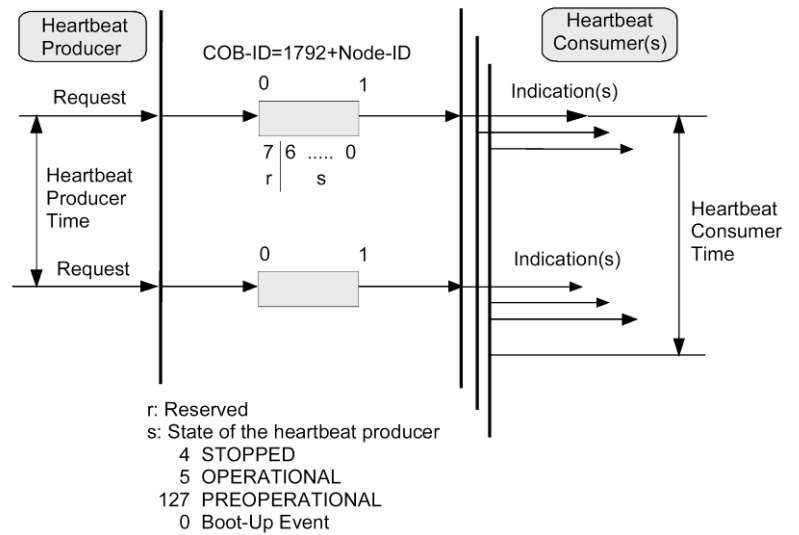 Heartbeat
Producer
Heartbeat
Consumer(s)
COB-ID=1792+Node-ID
Request
0 1
Indication(s)
7 6 ..... 0
r s
Heartbeat
Producer
Time
Heartbeat
Consumer
Time
Request
0 1
Indication(s)
r: Reserved
s: State of the heartbeat producer
4 STOPPED
5 OPERATIONAL
127 PREOPERATIONAL
0 Boot-Up Event